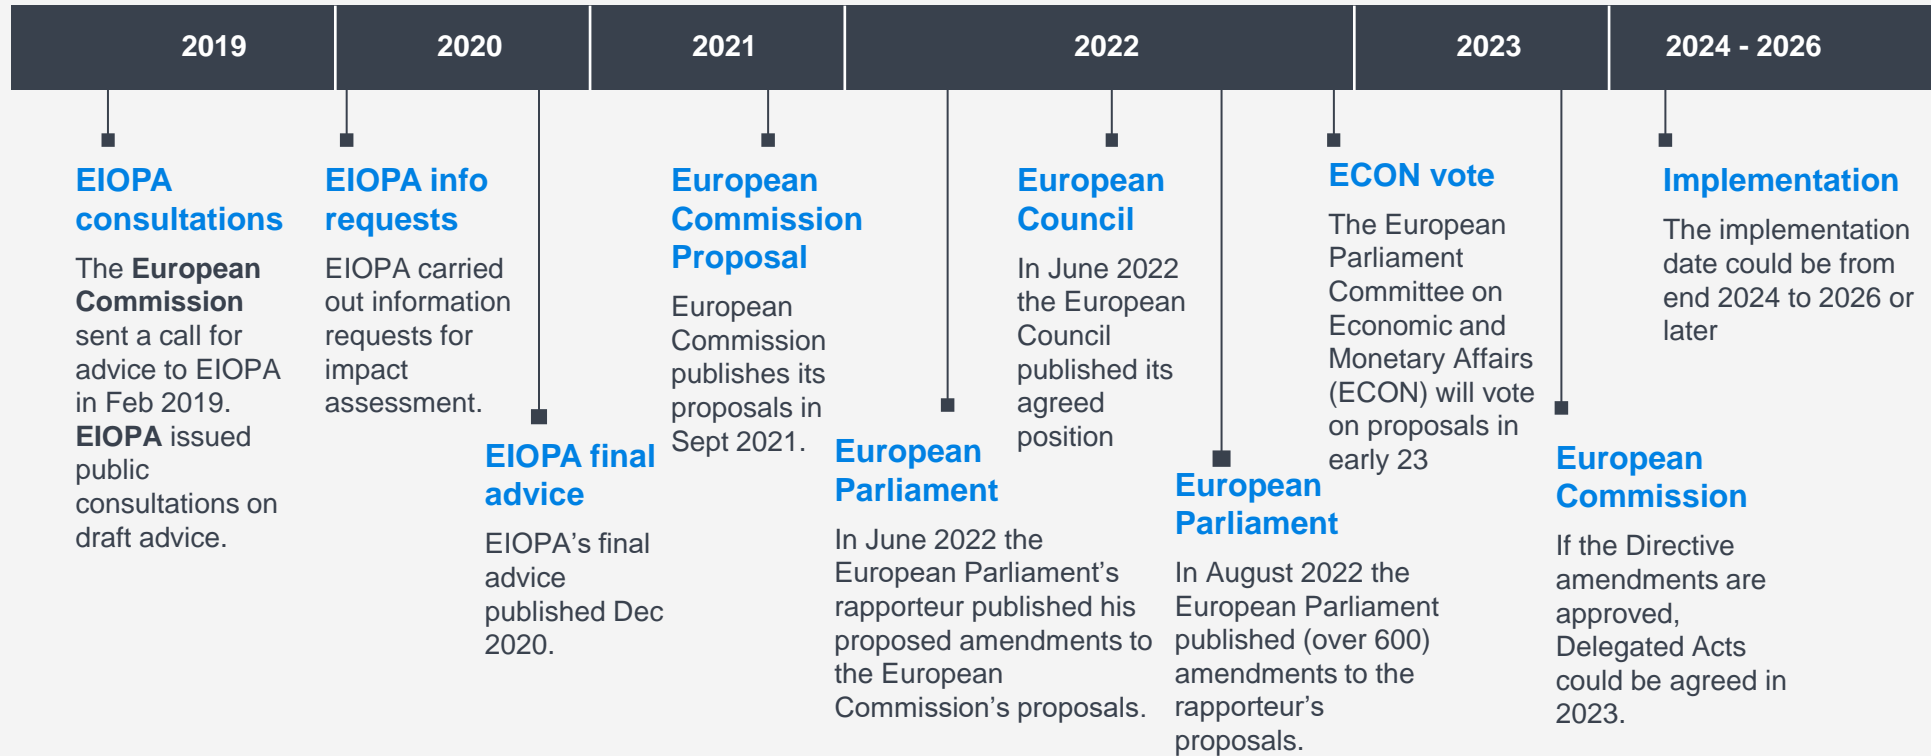 2019
2020
2021
2022
2023
2024 - 2026
EIOPA
consultations
The European
Commission
sent a call for
advice to EIOPA
in Feb 2019.
EIOPA issued
public
consultations on
draft advice.
EIOPA info
requests
EIOPA carried
out information
requests for
impact
assessment.
EIOPA final
advice
EIOPA’s final
advice
published Dec
2020.
European
Commission
Proposal
European
Commission
publishes its
proposals in
Sept 2021.
European
Parliament
In June 2022 the
European Parliament’s
rapporteur published his
proposed amendments to
the European
Commission’s proposals.
European
Council
In June 2022
the European
Council
published its
agreed
position
European
Parliament
In August 2022 the
European Parliament
published (over 600)
amendments to the
rapporteur’s
proposals.
ECON vote
The European
Parliament
Committee on
Economic and
Monetary Affairs
(ECON) will vote
on proposals in
early 23
European
Commission
If the Directive
amendments are
approved,
Delegated Acts
could be agreed in
2023.
Implementation
The implementation
date could be from
end 2024 to 2026 or
later